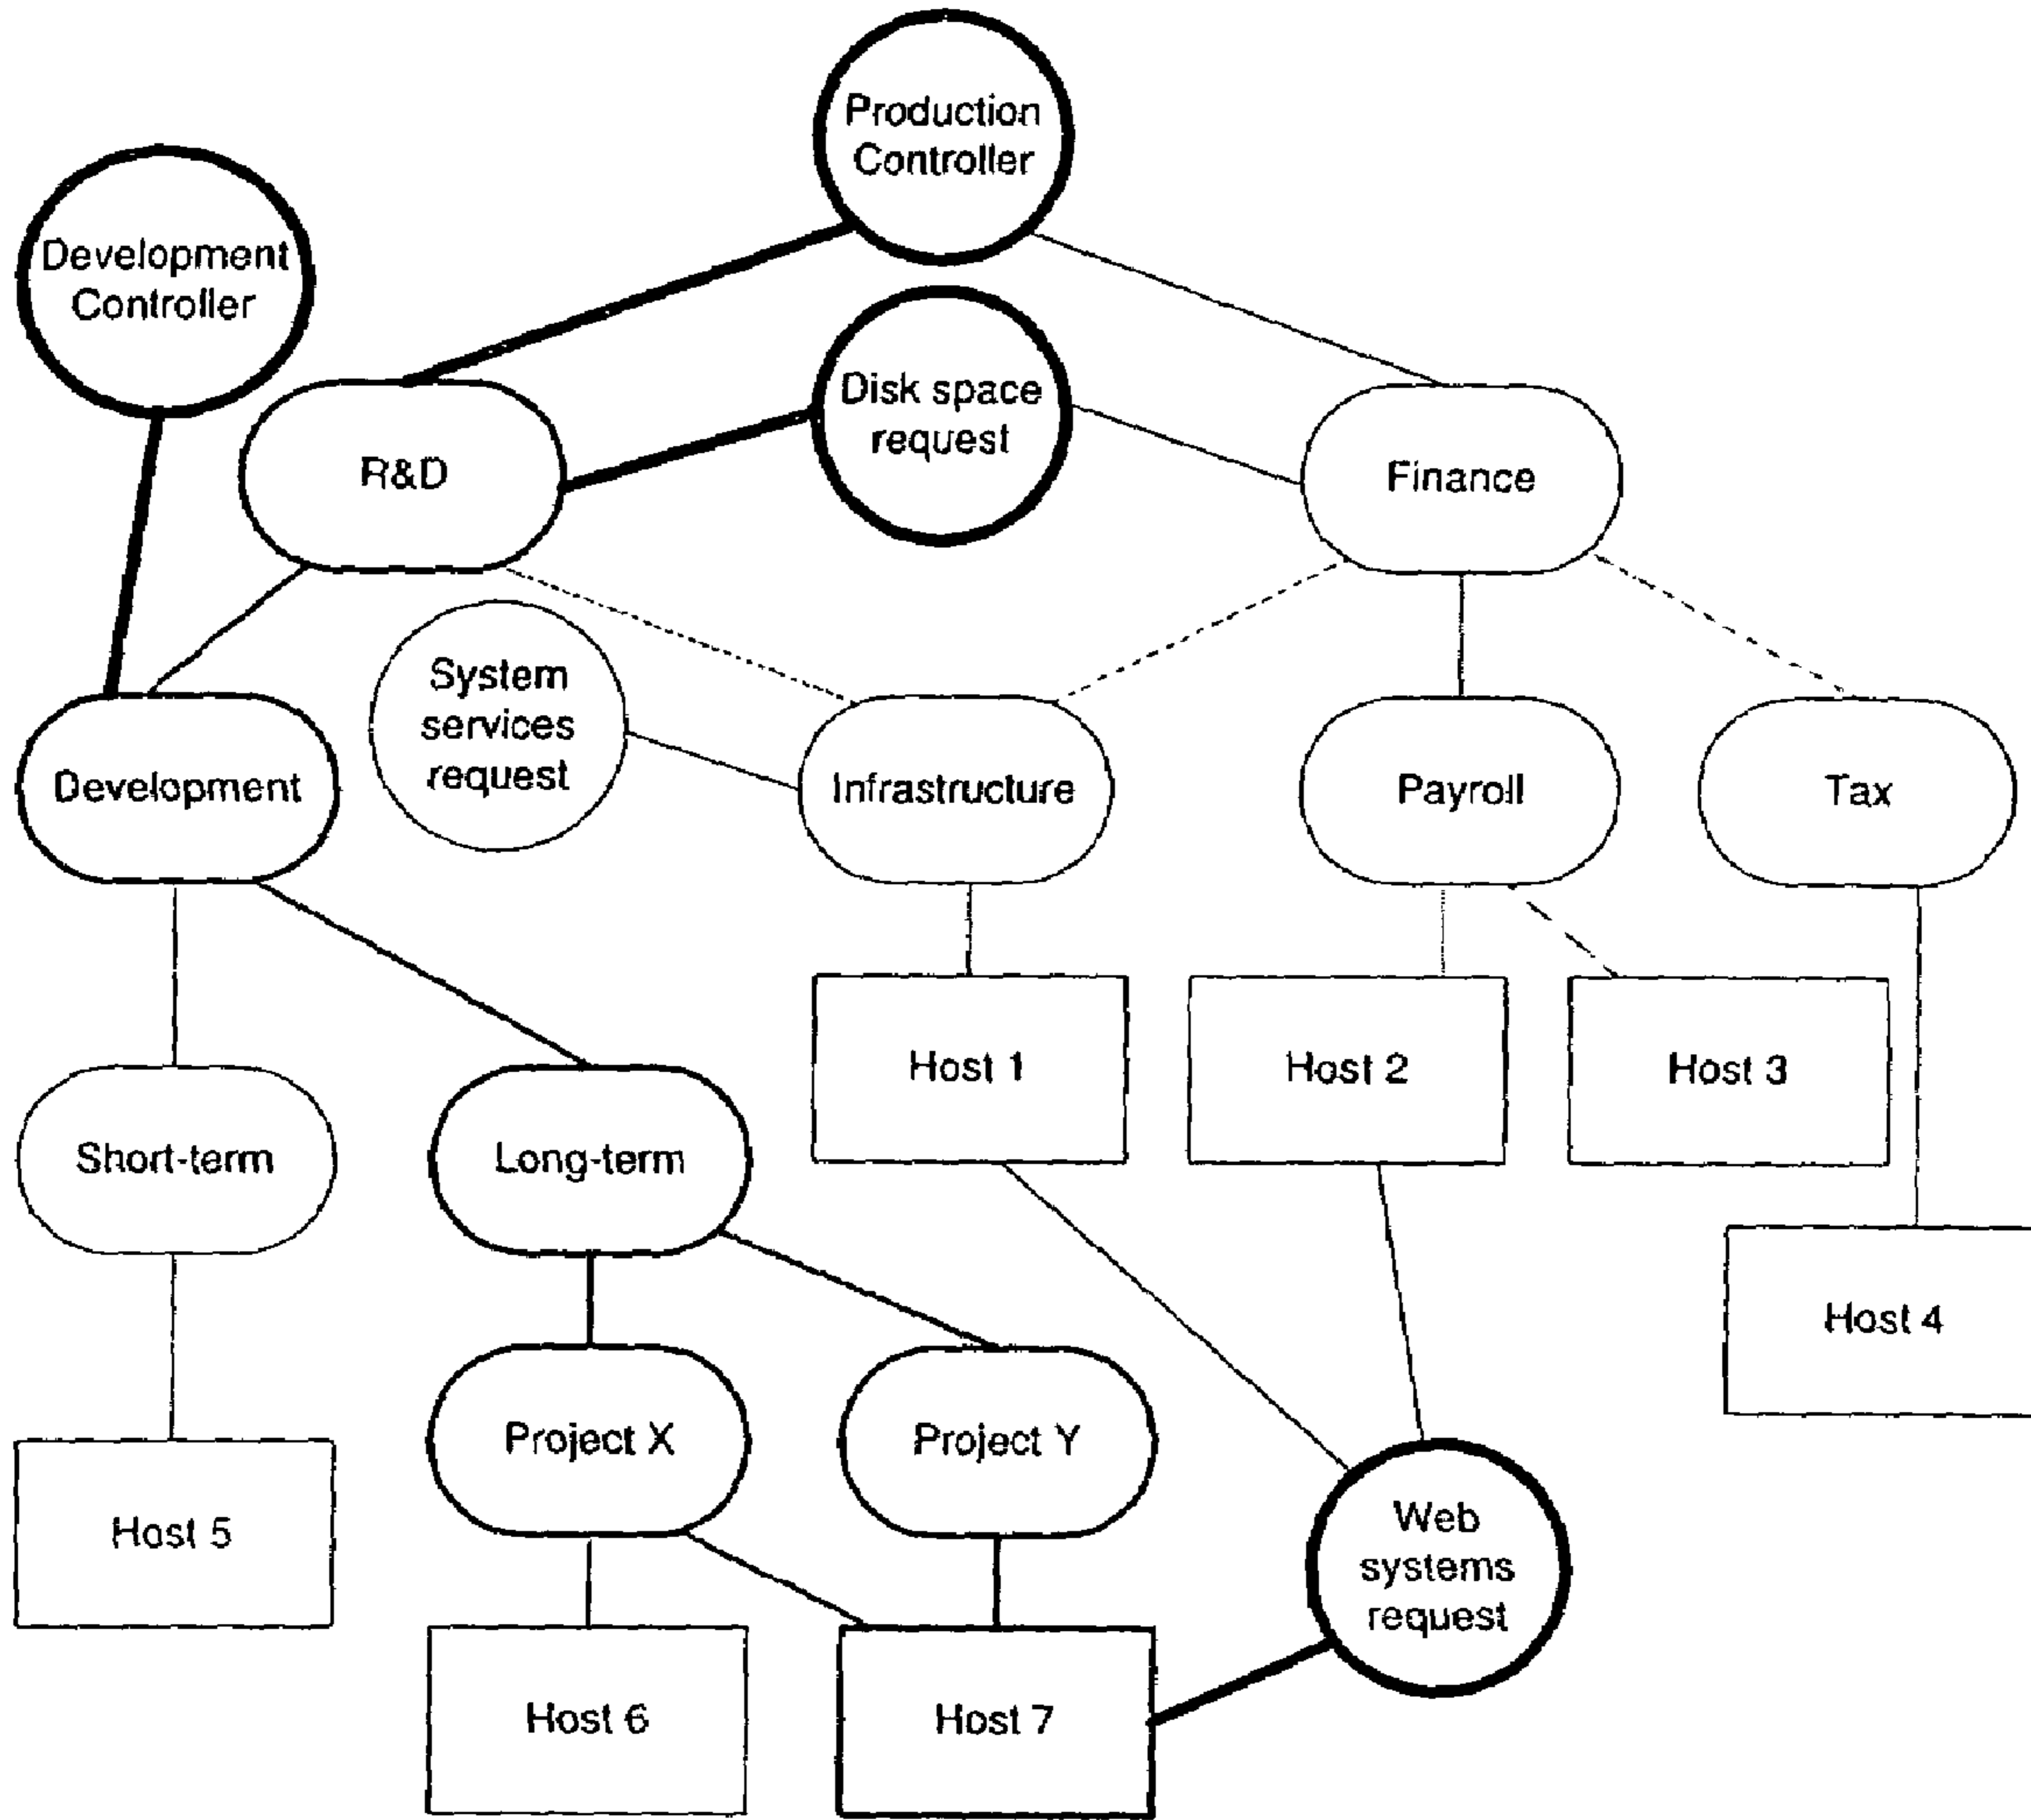 Production
Controller
Development
Controller
Disk space
request
R&D
Finance
System
services
request
Development
Infrastructure
Payroll
Tax
Host 1
Host 2
Host 3
Short-term
Long-term
Host 4
Project X
Project Y
Host 5
Web
systems
request
Host 6
Host 7